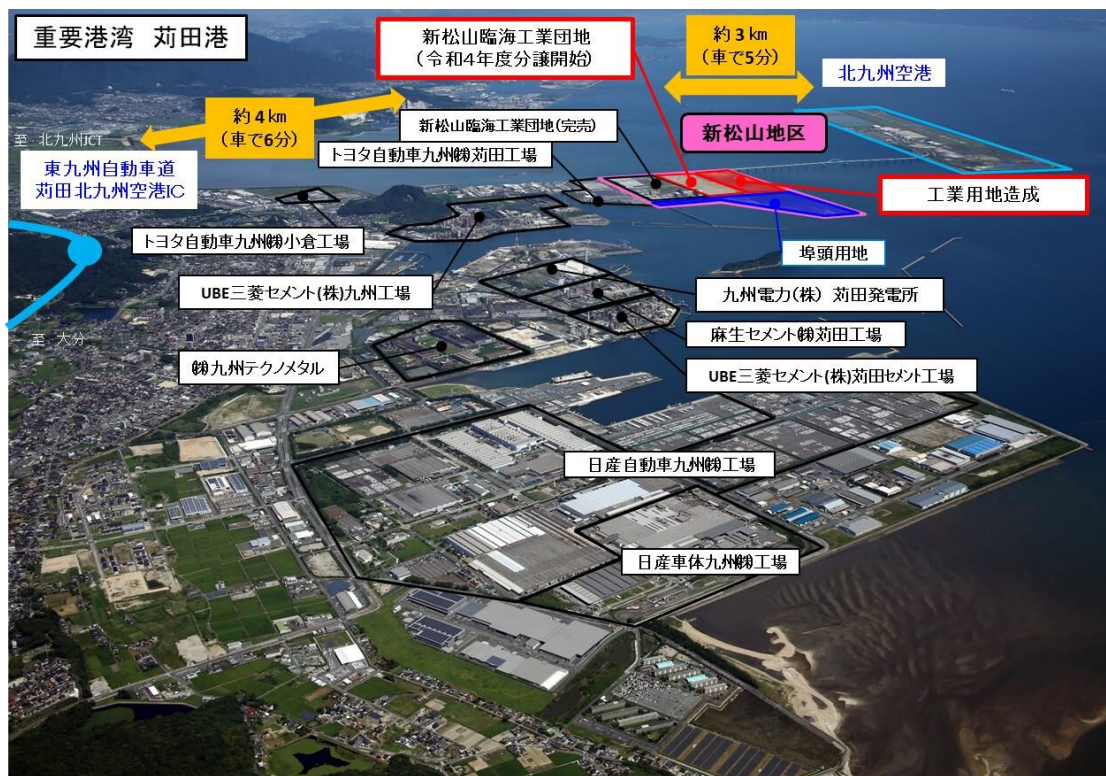 重要港湾 苅田港
新松山臨海工業団地
(令和4年度分譲開始)
約3㎞
(車で5分)
北九州空港
約4㎞
(車で6分)
至 北九州JCT
東九州自動車道
苅田北九州空港IC
新松山臨海工業団地(完売)
新松山地区
トヨタ自動車九州㈱苅田工場
工業用地造成
トヨタ自動車九州㈱小倉工場
埠頭用地
UBE三菱セメント(株)九州工場
九州電力(株) 苅田発電所
至 大分
麻生セメント㈱苅田工場
㈱九州テクノメタル
UBE三菱セメント(株)苅田セメント工場
日産自動車九州㈱工場
日産車体九州㈱工場